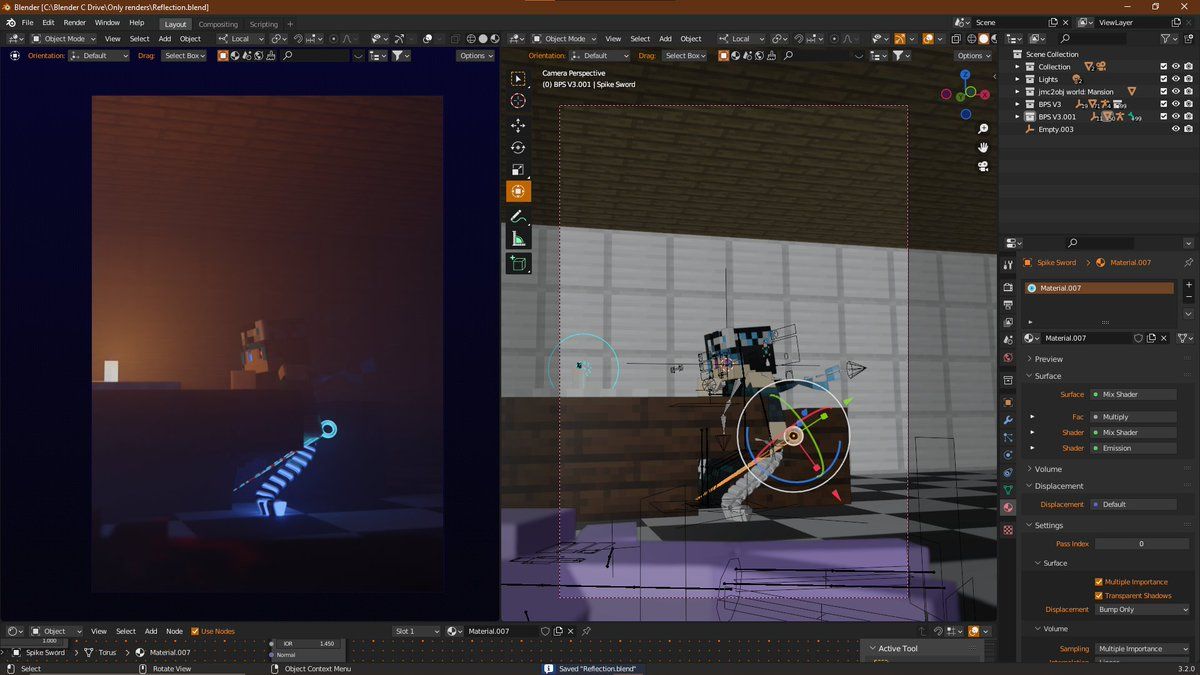 Blender [C:\Blender C Drive\Only renders\Reflection.blend]
File Edit Render Window Help Layout Compositing Scripting + Scene ViewLayer
Object Mode View Select Add Object Local Object Mode View Select Add Object Local
Orientation: Default Drag: Select Box Options Orientation: Default Drag: Select Box Options
Camera Perspective
(0) BPS V3.001 | Spike Sword
Z
Y
X
Scene Collection
Collection
Lights
jmc2obj world: Mansion
BPS V3
BPS V3.001
Empty.003
Spike Sword > Material.007
Material.007
Material.007
Preview
Surface
Surface Mix Shader
Fac Multiply
Shader Mix Shader
Shader Emission
Volume
Displacement
Displacement Default
Settings
Pass Index 0
Surface
Multiple Importance
Transparent Shadows
Displacement Bump Only
Volume
Sampling Multiple Importance
Object View Select Add Node Use Nodes Slot 1 Material.007
1.000
IOR 1.450
Normal
Spike Sword > Torus > Material.007
Active Tool
Select Rotate View Object Context Menu Saved "Reflection.blend" 3.2.0